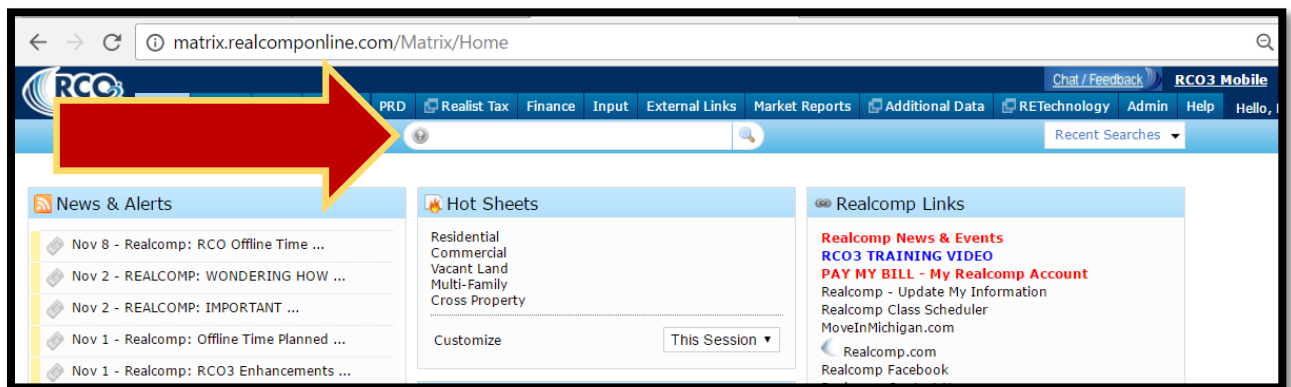 matrix.realcomponline.com/Matrix/Home
Chat / Feedback RCO3 Mobile
RCO3
PRD Realist Tax Finance Input External Links Market Reports Additional Data RETechnology Admin Help Hello,
Recent Searches
News & Alerts
Nov 8 - Realcomp: RCO Offline Time ...
Nov 2 - REALCOMP: WONDERING HOW ...
Nov 2 - REALCOMP: IMPORTANT ...
Nov 1 - Realcomp: Offline Time Planned ...
Nov 1 - Realcomp: RCO3 Enhancements ...
Hot Sheets
Residential
Commercial
Vacant Land
Multi-Family
Cross Property
Customize This Session
Realcomp Links
Realcomp News & Events
RCO3 TRAINING VIDEO
PAY MY BILL - My Realcomp Account
Realcomp - Update My Information
Realcomp Class Scheduler
MoveInMichigan.com
Realcomp.com
Realcomp Facebook